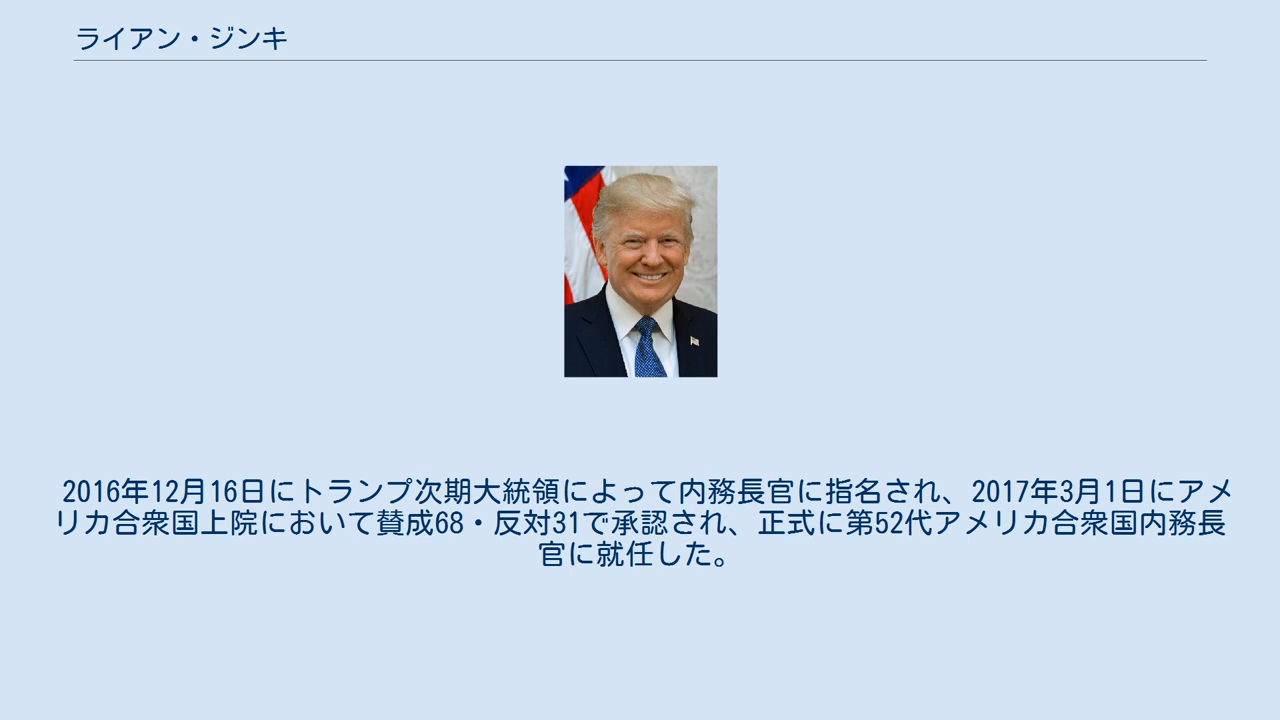 ライアン・ジンキ
2016年12月16日にトランプ次期大統領によって内務長官に指名され、2017年3月1日にアメ
リカ合衆国上院において賛成68・反対31で承認され、正式に第52代アメリカ合衆国内務長
官に就任した。